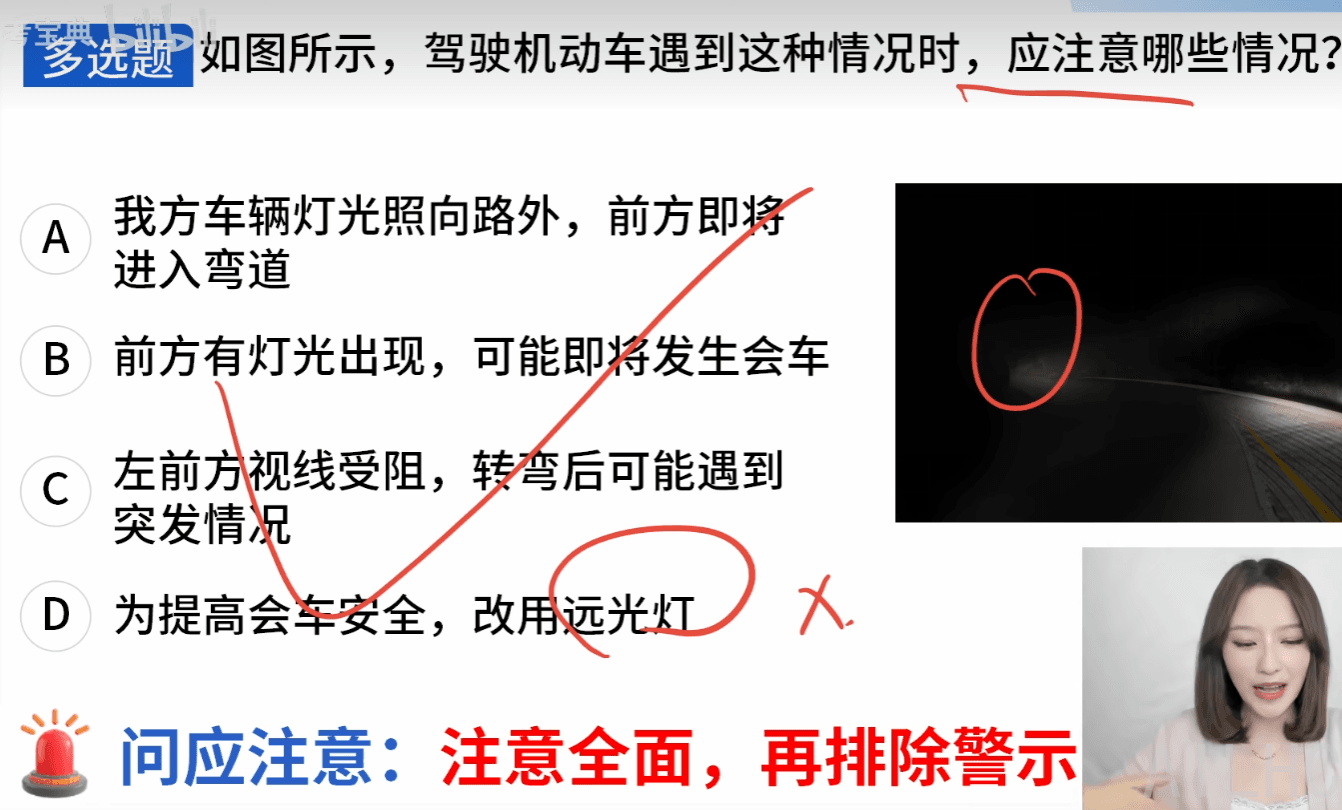 考宝典 bilibili
多选题 如图所示，驾驶机动车遇到这种情况时，应注意哪些情况？
A 我方车辆灯光照向路外，前方即将
进入弯道
B 前方有灯光出现，可能即将发生会车
C 左前方视线受阻，转弯后可能遇到
突发情况
D 为提高会车安全，改用远光灯
问应注意：注意全面，再排除警示